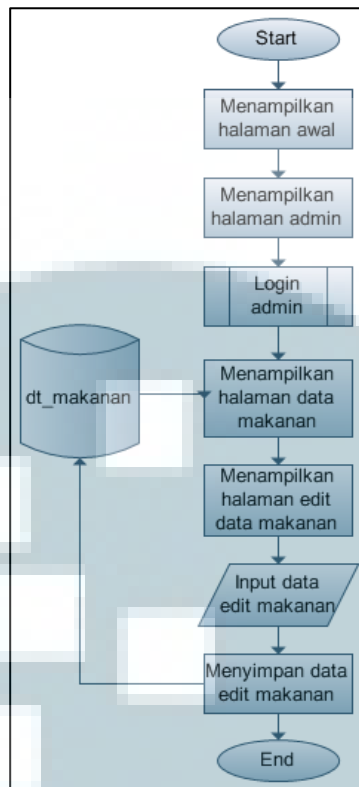 Start
Menampilkan
halaman awal
Menampilkan
halaman admin
Login
admin
dt_makanan
Menampilkan
halaman data
makanan
Menampilkan
halaman edit
data makanan
Input data
edit makanan
Menyimpan data
edit makanan
End